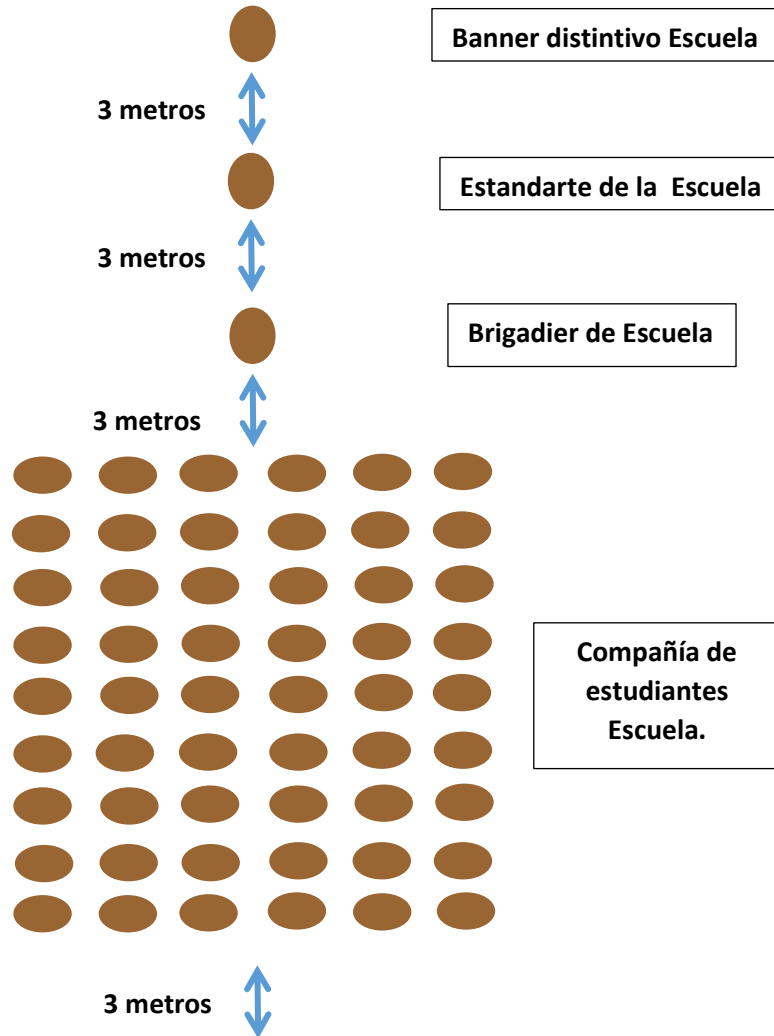 Banner distintivo Escuela
3 metros
Estandarte de la Escuela
3 metros
Brigadier de Escuela
3 metros
Compañía de
estudiantes
Escuela.
3 metros